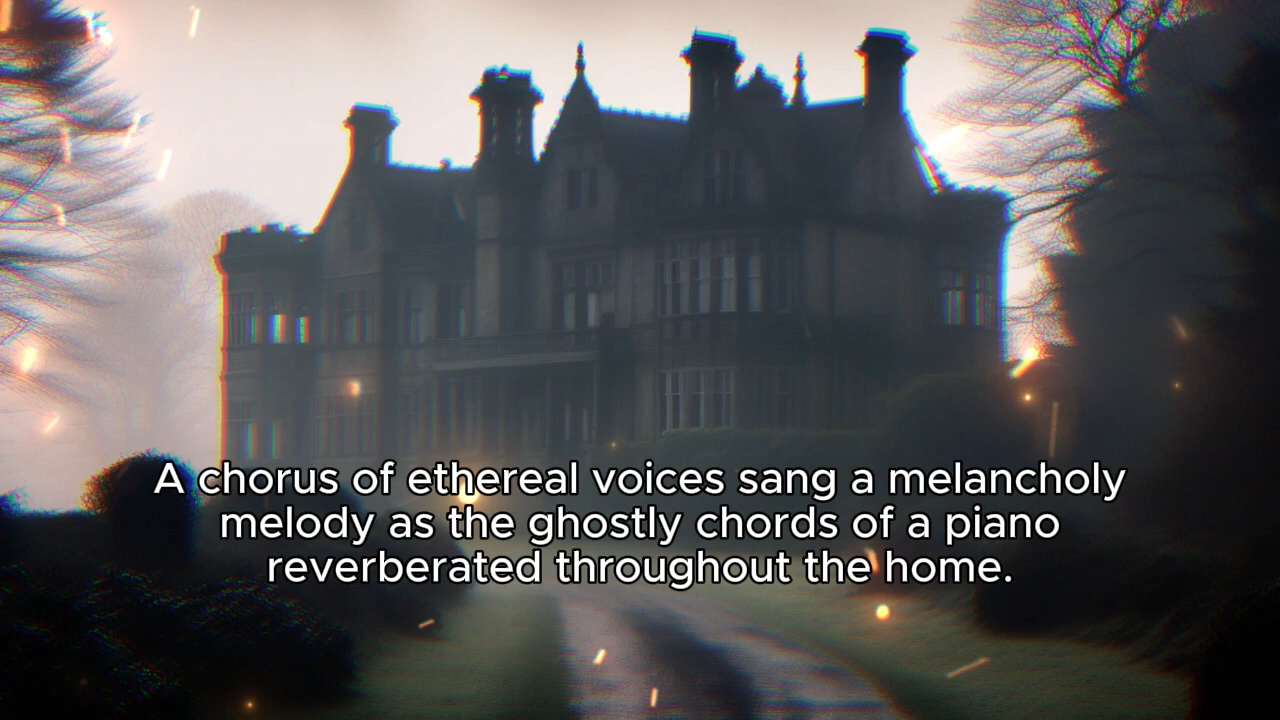 A chorus of ethereal voices sang a melancholy
melody as the ghostly chords of a piano
reverberated throughout the home.